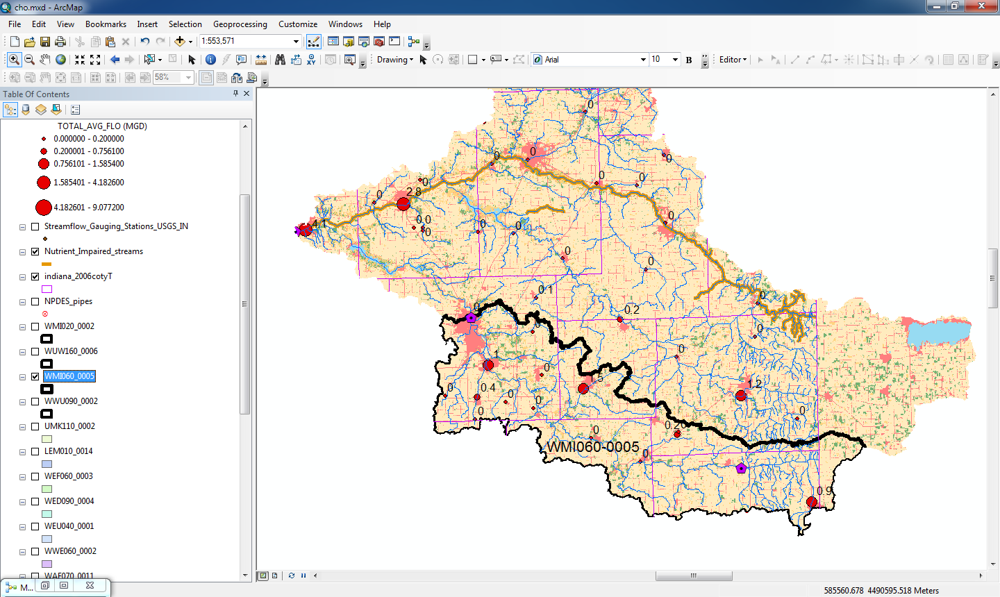 cho.mxd - ArcMap
File Edit View Bookmarks Insert Selection Geoprocessing Customize Windows Help
1:553,571
Drawing Arial 10 B Editor
58%
Table Of Contents
TOTAL_AVG_FLO (MGD)
0.000000 - 0.200000
0.200001 - 0.756100
0.756101 - 1.585400
1.585401 - 4.182600
4.182601 - 9.077200
Streamflow_Gauging_Stations_USGS_IN
Nutrient_Impaired_streams
indiana_2006cotyT
NPDES_pipes
WMI020_0002
WUW160_0006
WMI060_0005
WWU090_0002
UMK110_0002
LEM010_0014
WEF060_0003
WED090_0004
WEU040_0001
WWE060_0002
WAF070_0011
M...
0
0
0
0
0
0
0
2.8
0
4.1
0.0
0
0
0
0
0
0
0.1
0
0.2
0
0
1
0
5
0
0.4
0
0
1.2
0
0
0
WMI060-0005
0
0.9
585560.678 4490595.518 Meters